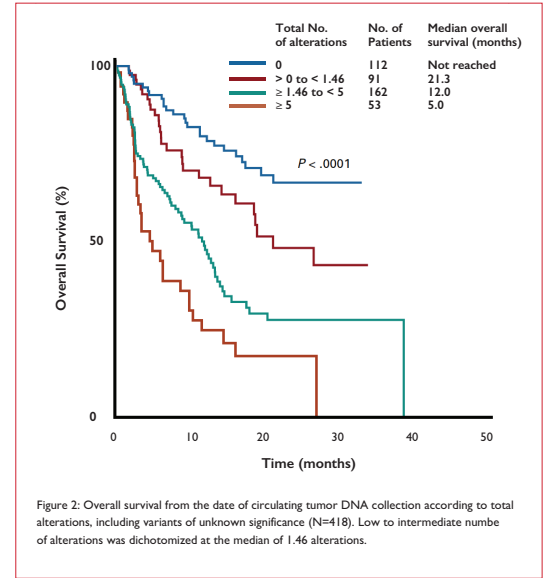 Total No. of alterations No. of Patients Median overall survival (months)
0 112 Not reached
> 0 to < 1.46 91 21.3
≥ 1.46 to < 5 162 12.0
≥ 5 53 5.0
P < .0001
Overall Survival (%)
100
50
0
0 10 20 30 40 50
Time (months)
Figure 2: Overall survival from the date of circulating tumor DNA collection according to total
alterations, including variants of unknown significance (N=418). Low to intermediate numbe
of alterations was dichotomized at the median of 1.46 alterations.